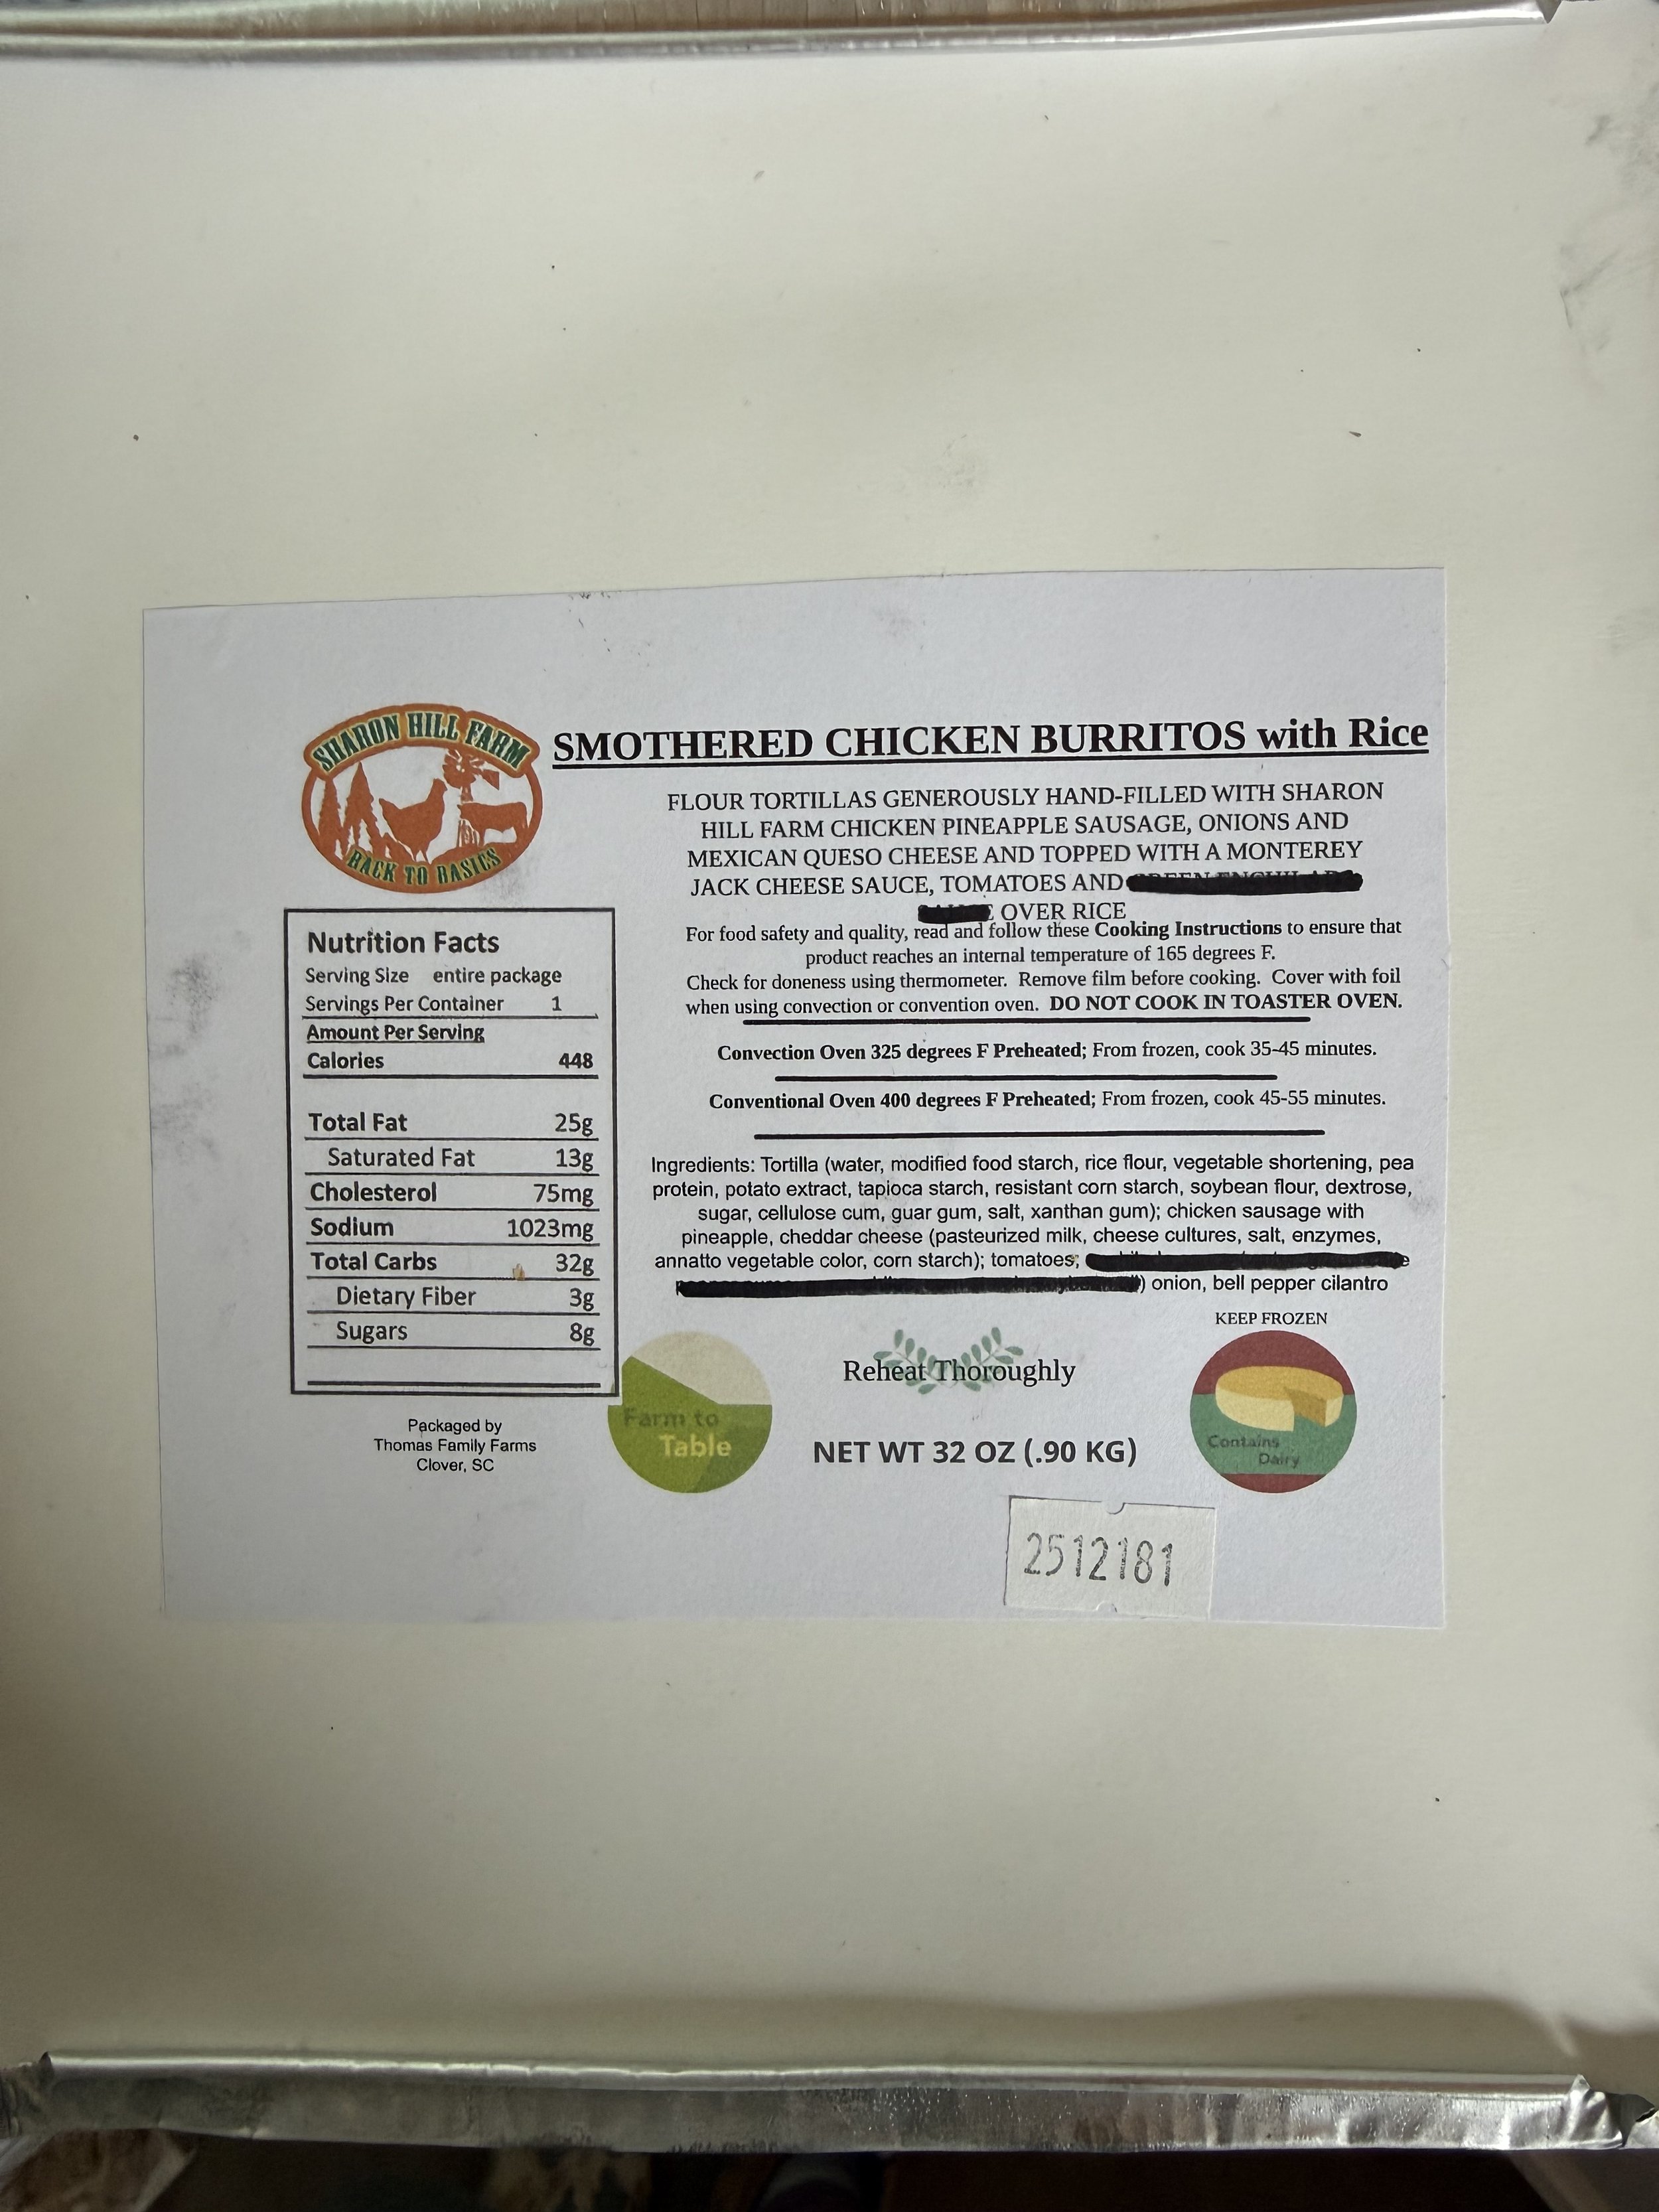 SHARON HILL FARM
BACK TO BASICS
SMOTHERED CHICKEN BURRITOS with Rice
FLOUR TORTILLAS GENEROUSLY HAND-FILLED WITH SHARON
HILL FARM CHICKEN PINEAPPLE SAUSAGE, ONIONS AND
MEXICAN QUESO CHEESE AND TOPPED WITH A MONTEREY
JACK CHEESE SAUCE, TOMATOES AND
OVER RICE
For food safety and quality, read and follow these Cooking Instructions to ensure that
product reaches an internal temperature of 165 degrees F.
Check for doneness using thermometer. Remove film before cooking. Cover with foil
when using convection or convention oven. DO NOT COOK IN TOASTER OVEN.
Convection Oven 325 degrees F Preheated; From frozen, cook 35-45 minutes.
Conventional Oven 400 degrees F Preheated; From frozen, cook 45-55 minutes.
Ingredients: Tortilla (water, modified food starch, rice flour, vegetable shortening, pea
protein, potato extract, tapioca starch, resistant corn starch, soybean flour, dextrose,
sugar, cellulose cum, guar gum, salt, xanthan gum); chicken sausage with
pineapple, cheddar cheese (pasteurized milk, cheese cultures, salt, enzymes,
annatto vegetable color, corn starch); tomatoes;
) onion, bell pepper cilantro
KEEP FROZEN
Nutrition Facts
Serving Size entire package
Servings Per Container 1
Amount Per Serving
Calories 448
Total Fat 25g
Saturated Fat 13g
Cholesterol 75mg
Sodium 1023mg
Total Carbs 32g
Dietary Fiber 3g
Sugars 8g
Packaged by
Thomas Family Farms
Clover, SC
Farm to
Table
Reheat Thoroughly
NET WT 32 OZ (.90 KG)
Contains
Dairy
2512181